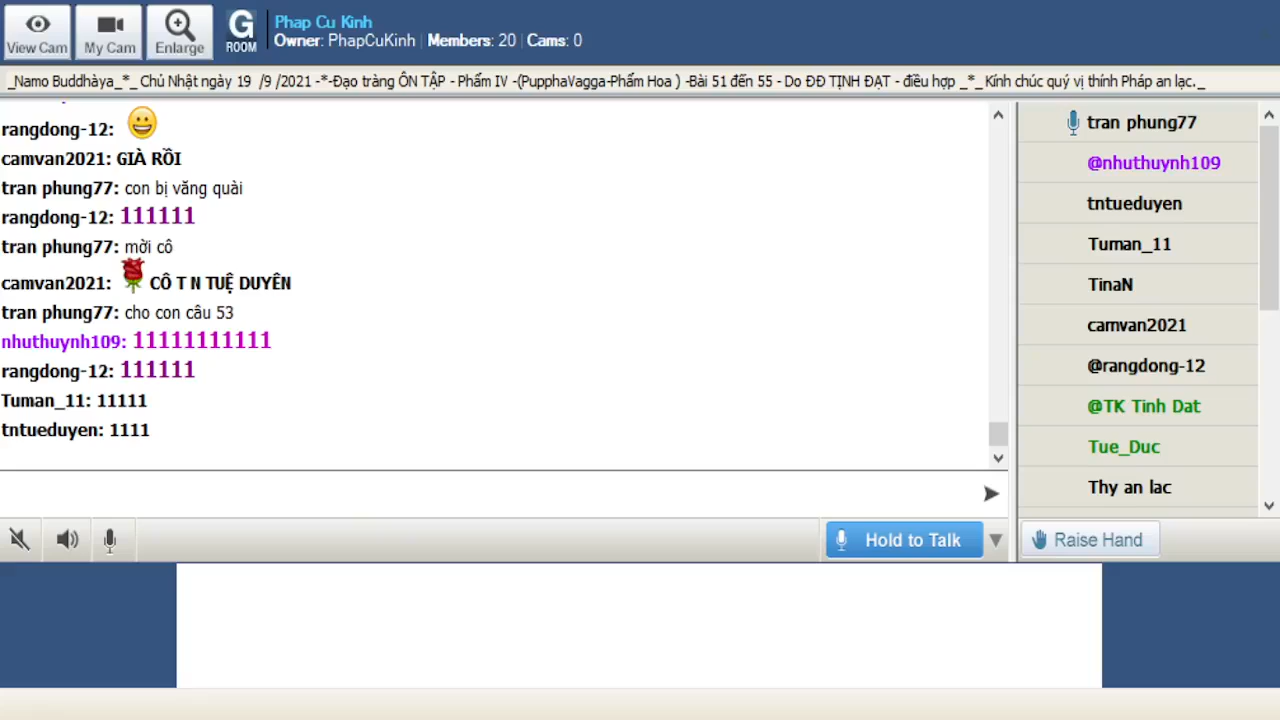 View Cam
My Cam
Enlarge
G
ROOM
Phap Cu Kinh
Owner: PhapCuKinh | Members: 20 | Cams: 0
_Namo Buddhàya_*_ Chủ Nhật ngày 19 /9 /2021 -*-Đạo tràng ÔN TẬP - Phẩm IV -(PupphaVagga-Phẩm Hoa ) -Bài 51 đến 55 - Do ĐĐ TỊNH ĐẠT - điều hợp _*_ Kính chúc quý vị thính Pháp an lạc._
rangdong-12:
camvan2021: GIÀ RỒI
tran phung77: con bị văng quài
rangdong-12: 111111
tran phung77: mời cô
camvan2021: CÔ T N TUỆ DUYÊN
tran phung77: cho con câu 53
nhuthuynh109: 11111111111
rangdong-12: 111111
Tuman_11: 11111
tntueduyen: 1111
tran phung77
@nhuthuynh109
tntueduyen
Tuman_11
TinaN
camvan2021
@rangdong-12
@TK Tinh Dat
Tue_Duc
Thy an lac
Hold to Talk
Raise Hand